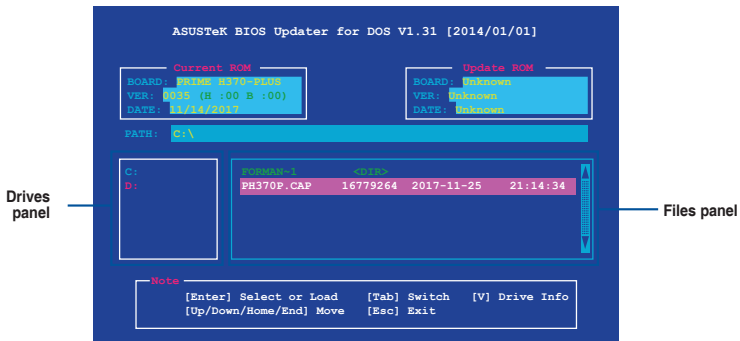 ASUSTeK BIOS Updater for DOS V1.31 [2014/01/01]
Current ROM
BOARD: PRIME H370-PLUS
VER: 0035 (H :00 B :00)
DATE: 11/14/2017
Update ROM
BOARD: Unknown
VER: Unknown
DATE: Unknown
PATH: C:\
C:
D:
FORMAN~1 <DIR>
PH370P.CAP 16779264 2017-11-25 21:14:34
Drives
panel
Files panel
Note
[Enter] Select or Load [Tab] Switch [V] Drive Info
[Up/Down/Home/End] Move [Esc] Exit